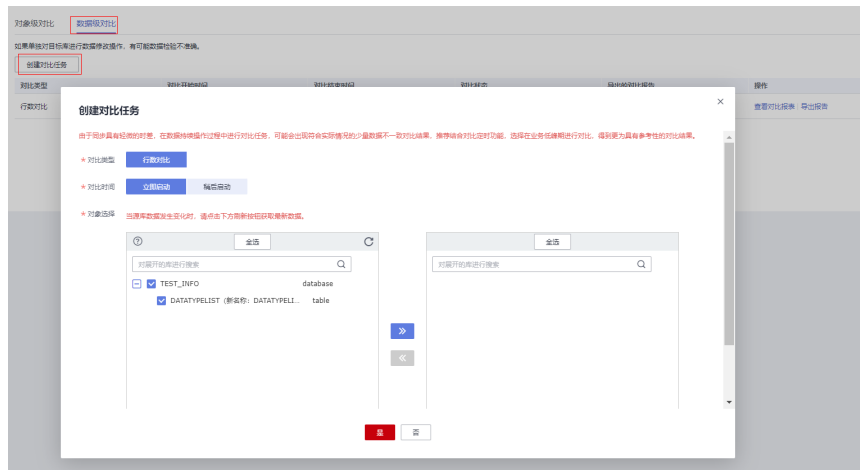 对象级对比 数据级对比
如果单独对目标库进行数据修改操作，有可能数据检验不准确。
创建对比任务
对比类型 对比开始时间 对比结束时间 对比状态 导出的对比报告 操作
行数对比 查看对比报表 导出报告
创建对比任务
由于同步具有轻微的时差，在数据持续操作过程中进行对比任务，可能会出现符合实际情况的少量数据不一致对比结果，推荐结合对比定时功能，选择在业务低峰期进行对比，得到更为具有参考性的对比结果。
* 对比类型 行数对比
* 对比时间 立即启动 稍后启动
* 对象选择 当源库数据发生变化时，请点击下方刷新按钮获取最新数据。
全选 全选
对展开的库进行搜索 对展开的库进行搜索
TEST_INFO database
DATATYPELIST（新名称：DATATYPELI... table
是 否